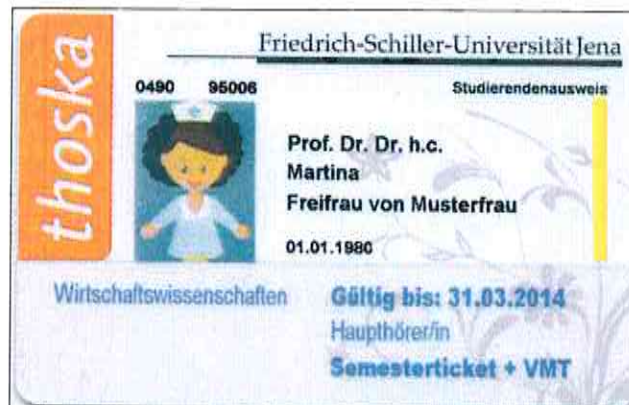 thoska
Friedrich-Schiller-Universität Jena
0490 95006
Studierendenausweis
Prof. Dr. Dr. h.c.
Martina
Freifrau von Musterfrau
01.01.1980
Wirtschaftswissenschaften
Gültig bis: 31.03.2014
Haupthörer/in
Semesterticket + VMT